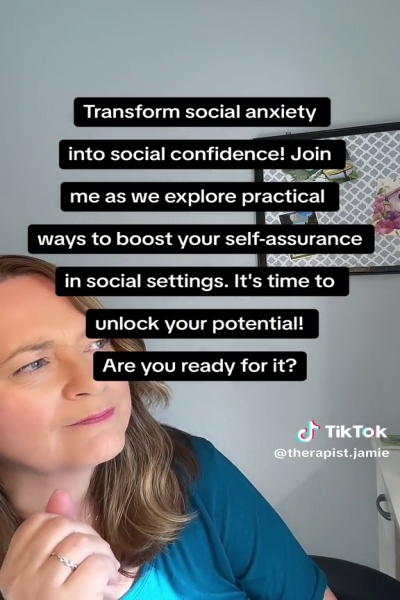 Transform social anxiety
into social confidence! Join
me as we explore practical
ways to boost your self-assurance
in social settings. It's time to
unlock your potential!
Are you ready for it?
TikTok
@therapist.jamie